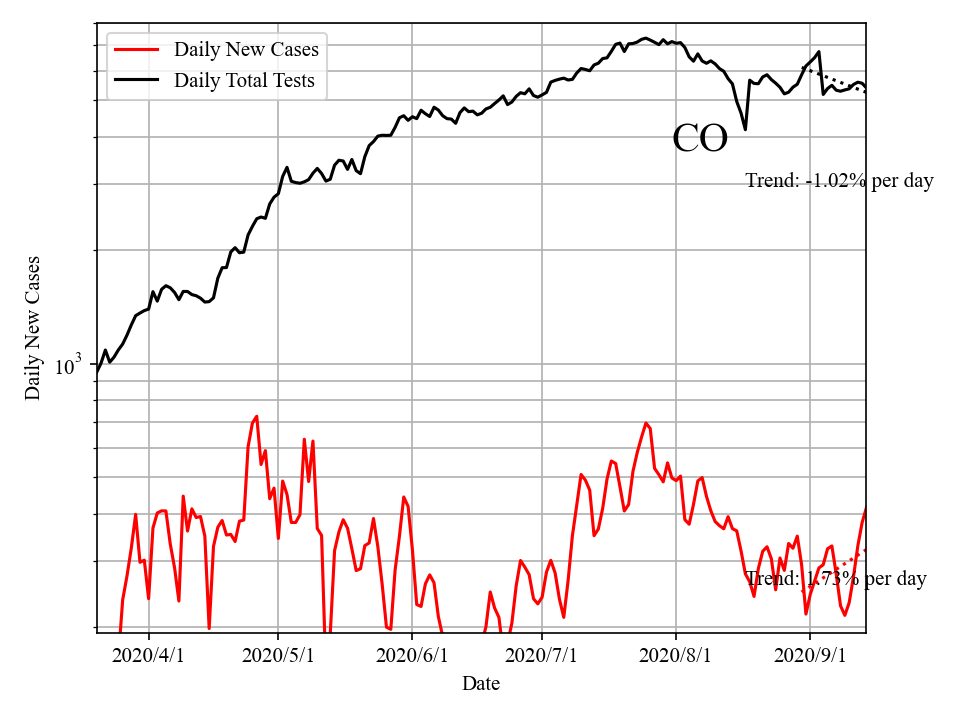 Daily New Cases
Daily Total Tests
CO
Trend: -1.02% per day
Trend: 1.73% per day
Daily New Cases
10³
2020/4/1
2020/5/1
2020/6/1
2020/7/1
2020/8/1
2020/9/1
Date